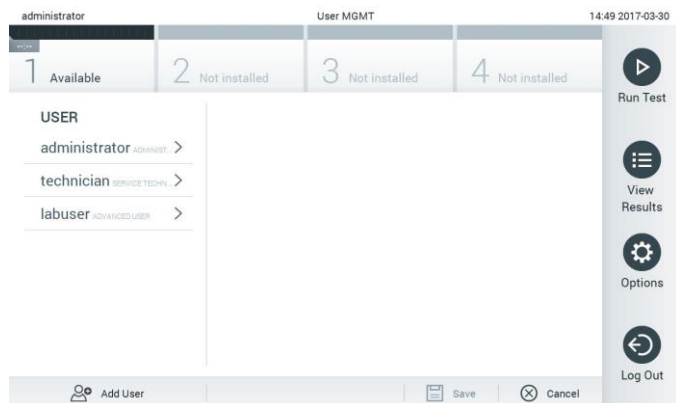 administrator User MGMT 14:49 2017-03-30
--:--
1 Available 2 Not installed 3 Not installed 4 Not installed
Run Test
USER
administrator ADMINIST... >
technician SERVICE TECHN... >
labuser ADVANCED USER >
View
Results
Options
Log Out
Add User Save Cancel